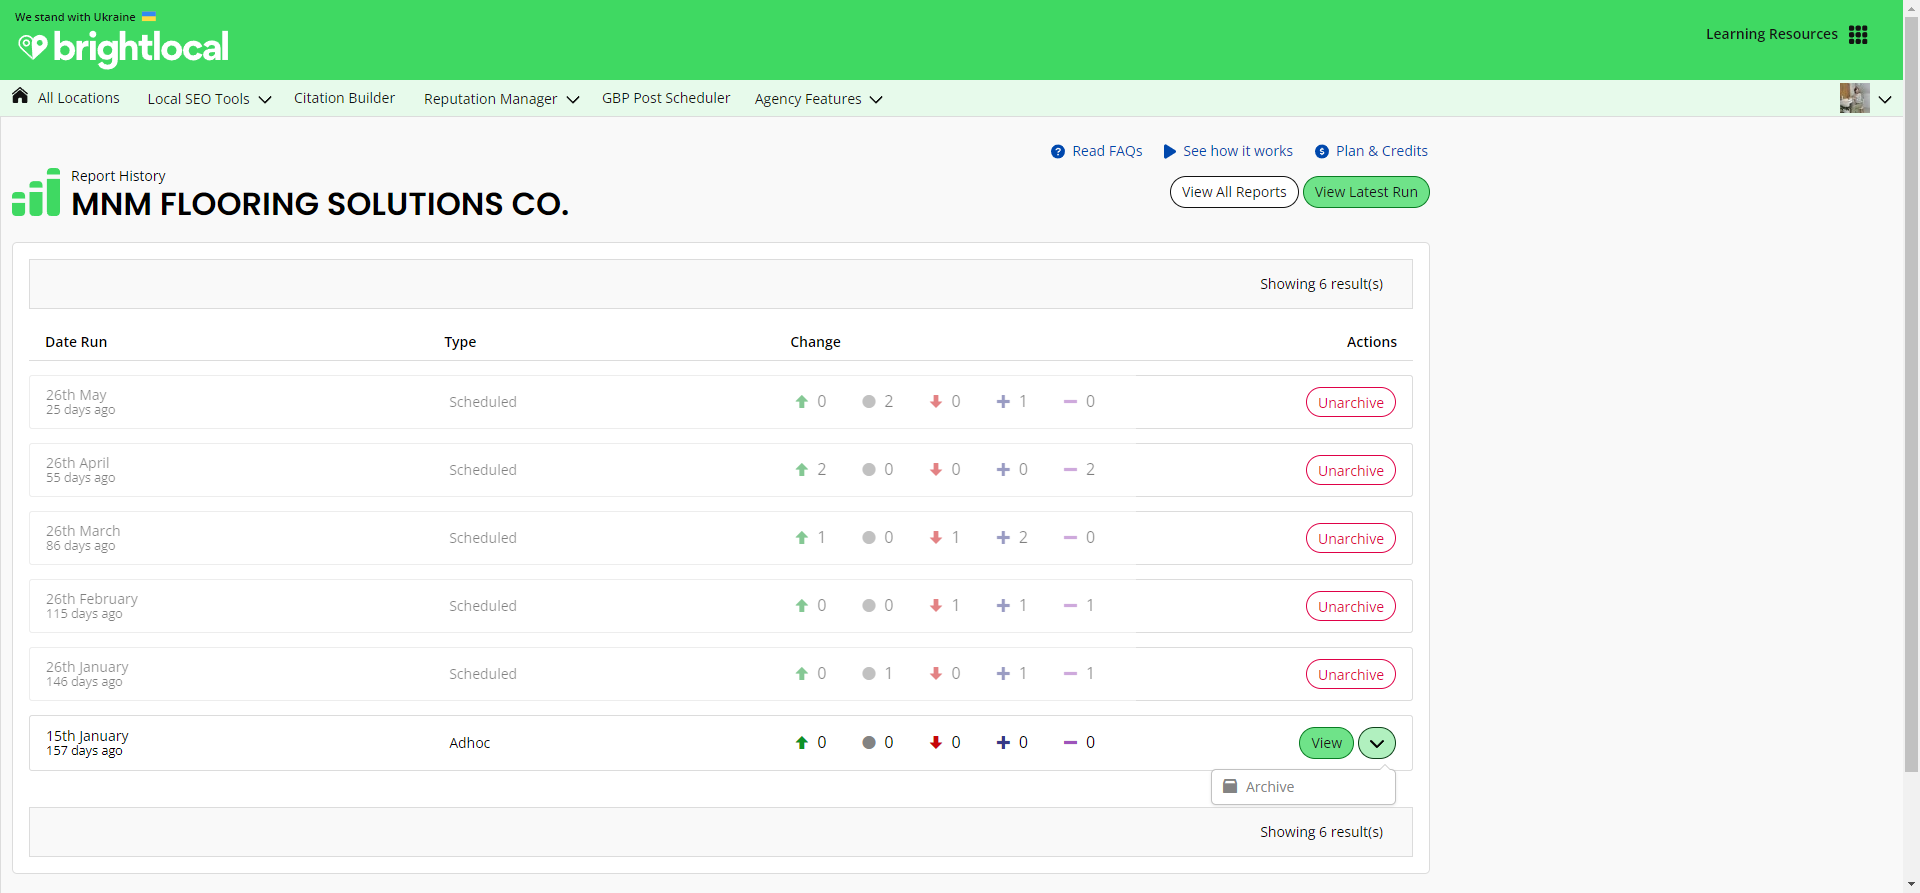 We stand with Ukraine
brightlocal
Learning Resources
All Locations Local SEO Tools Citation Builder Reputation Manager GBP Post Scheduler Agency Features
Read FAQs See how it works Plan & Credits
Report History
MNM FLOORING SOLUTIONS CO.
View All Reports View Latest Run
Showing 6 result(s)
Date Run Type Change Actions
26th May
25 days ago
Scheduled 0 2 0 1 0 Unarchive
26th April
55 days ago
Scheduled 2 0 0 0 2 Unarchive
26th March
86 days ago
Scheduled 1 0 1 2 0 Unarchive
26th February
115 days ago
Scheduled 0 0 1 1 1 Unarchive
26th January
146 days ago
Scheduled 0 1 0 1 1 Unarchive
15th January
157 days ago
Adhoc 0 0 0 0 0 View
Archive
Showing 6 result(s)